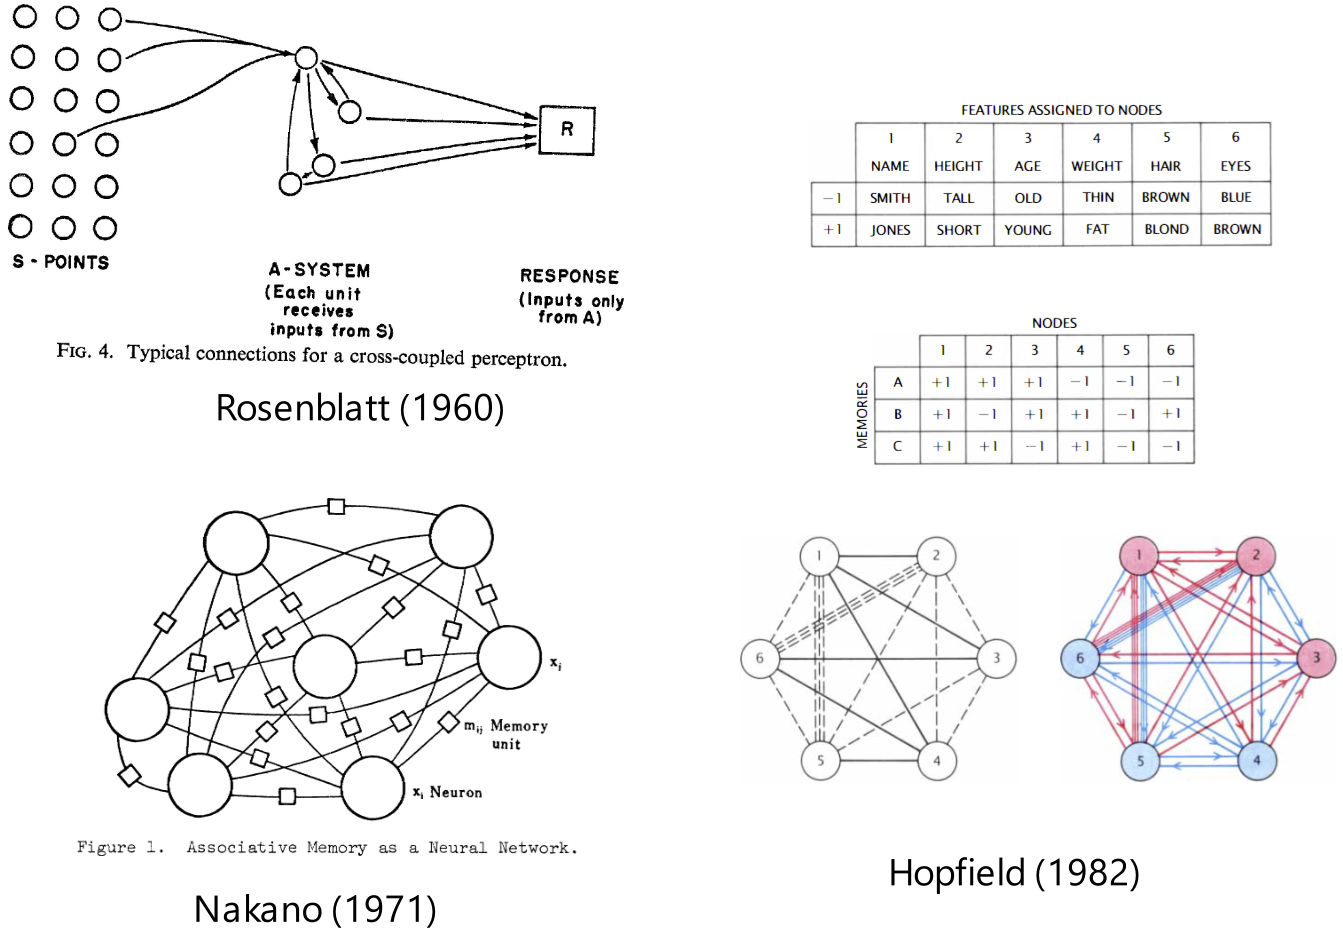 R
S - POINTS
A-SYSTEM
(Each unit
receives
inputs from S)
RESPONSE
(Inputs only
from A)
FIG. 4. Typical connections for a cross-coupled perceptron.
Rosenblatt (1960)
xj
mij Memory
unit
xi Neuron
Figure 1. Associative Memory as a Neural Network.
Nakano (1971)
FEATURES ASSIGNED TO NODES
1 2 3 4 5 6
NAME HEIGHT AGE WEIGHT HAIR EYES
−1 SMITH TALL OLD THIN BROWN BLUE
+1 JONES SHORT YOUNG FAT BLOND BROWN
NODES
1 2 3 4 5 6
MEMORIES
A +1 +1 +1 −1 −1 −1
B +1 −1 +1 +1 −1 +1
C +1 +1 −1 +1 −1 −1
1 2
6 3
5 4
1 2
6 3
5 4
Hopfield (1982)